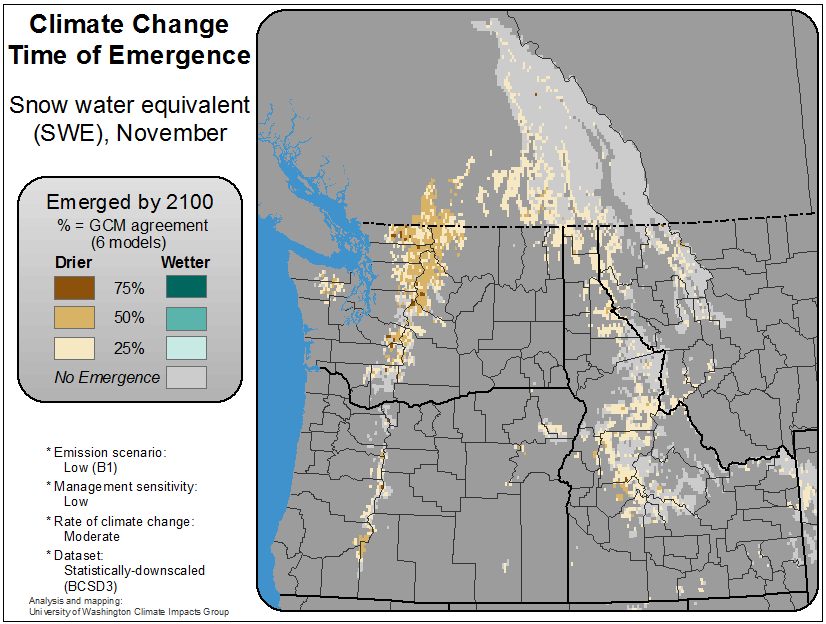 Climate Change
Time of Emergence
Snow water equivalent
(SWE), November
Emerged by 2100
% = GCM agreement
(6 models)
Drier Wetter
75%
50%
25%
No Emergence
* Emission scenario:
Low (B1)
* Management sensitivity:
Low
* Rate of climate change:
Moderate
* Dataset:
Statistically-downscaled
(BCSD3)
Analysis and mapping:
University of Washington Climate Impacts Group